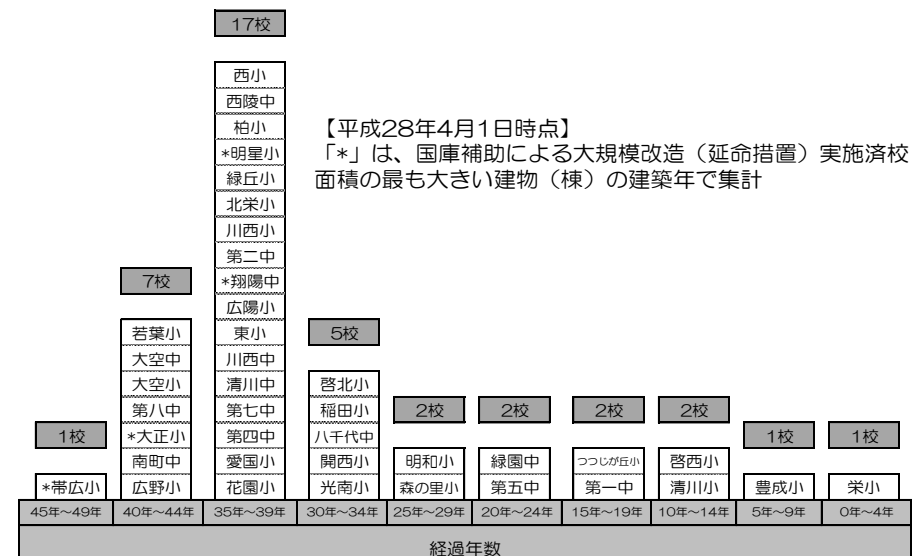 17校
西小
西陵中
柏小
*明星小
緑丘小
北栄小
川西小
第二中
*翔陽中
広陽小
東小
川西中
清川中
第七中
第四中
愛国小
花園小
【平成28年4月1日時点】
「*」は、国庫補助による大規模改造（延命措置）実施済校
面積の最も大きい建物（棟）の建築年で集計
7校
若葉小
大空中
大空小
第八中
*大正小
南町中
広野小
5校
啓北小
稲田小
八千代中
開西小
光南小
1校
*帯広小
2校
明和小
森の里小
2校
緑園中
第五中
2校
つつじが丘小
第一中
2校
啓西小
清川小
1校
豊成小
1校
栄小
45年～49年 40年～44年 35年～39年 30年～34年 25年～29年 20年～24年 15年～19年 10年～14年 5年～9年 0年～4年
経過年数